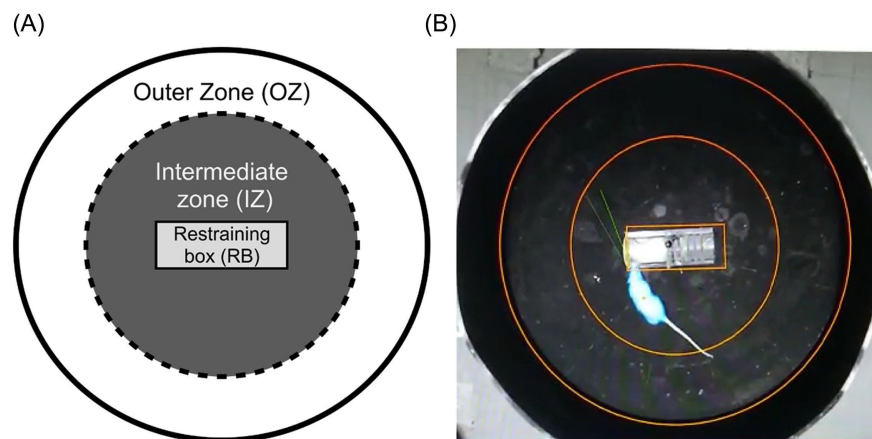 (A)
(B)
Outer Zone (OZ)
Intermediate
zone (IZ)
Restraining
box (RB)